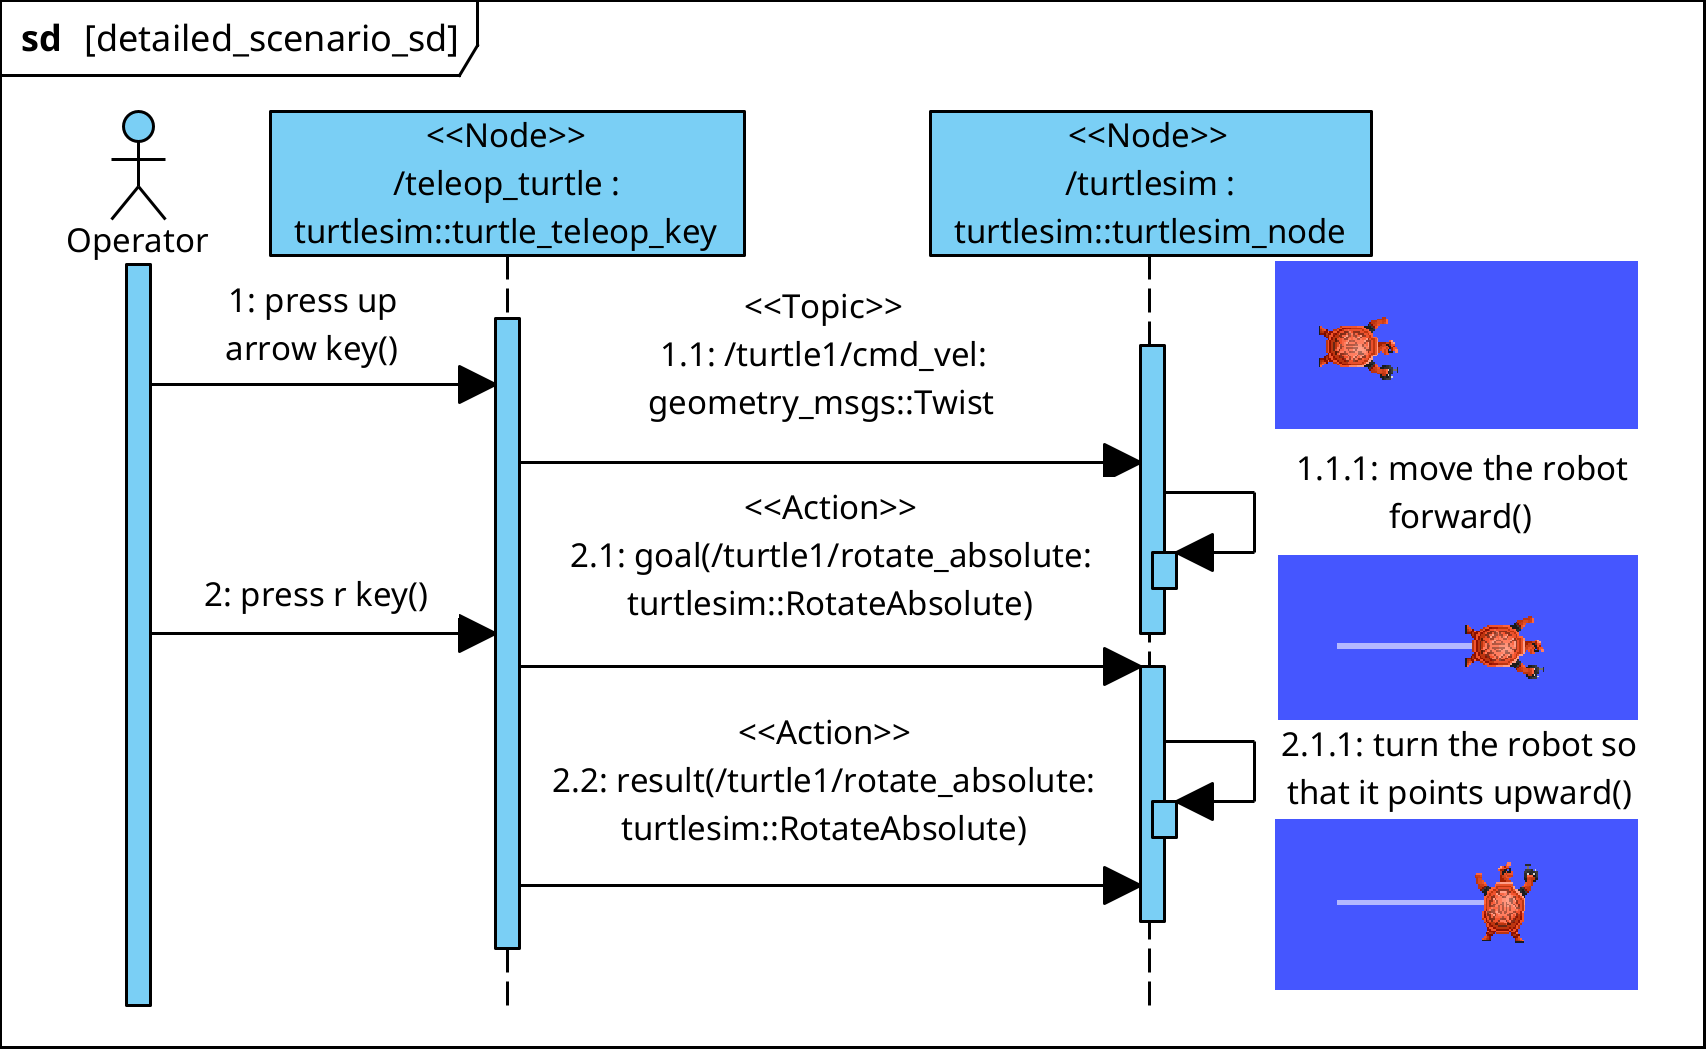 sd [detailed_scenario_sd]
Operator
<<Node>>
/teleop_turtle :
turtlesim::turtle_teleop_key
<<Node>>
/turtlesim :
turtlesim::turtlesim_node
1: press up
arrow key()
<<Topic>>
1.1: /turtle1/cmd_vel:
geometry_msgs::Twist
1.1.1: move the robot
forward()
<<Action>>
2.1: goal(/turtle1/rotate_absolute:
turtlesim::RotateAbsolute)
2: press r key()
<<Action>>
2.2: result(/turtle1/rotate_absolute:
turtlesim::RotateAbsolute)
2.1.1: turn the robot so
that it points upward()